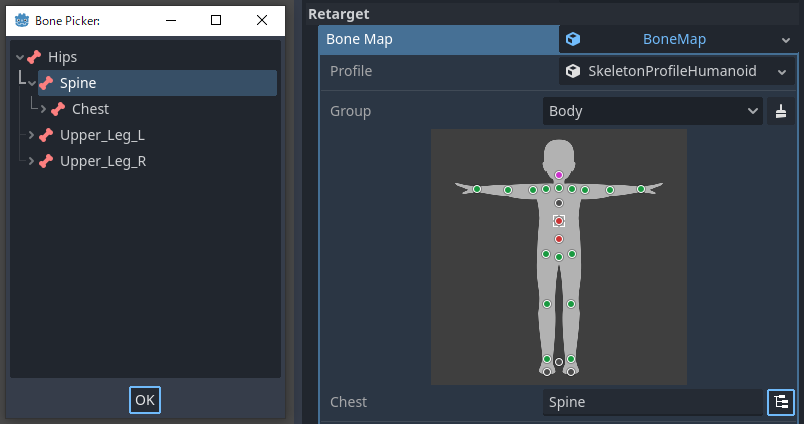 Bone Picker:
Hips
Spine
Chest
Upper_Leg_L
Upper_Leg_R
OK
Retarget
Bone Map
BoneMap
Profile
SkeletonProfileHumanoid
Group
Body
Chest
Spine